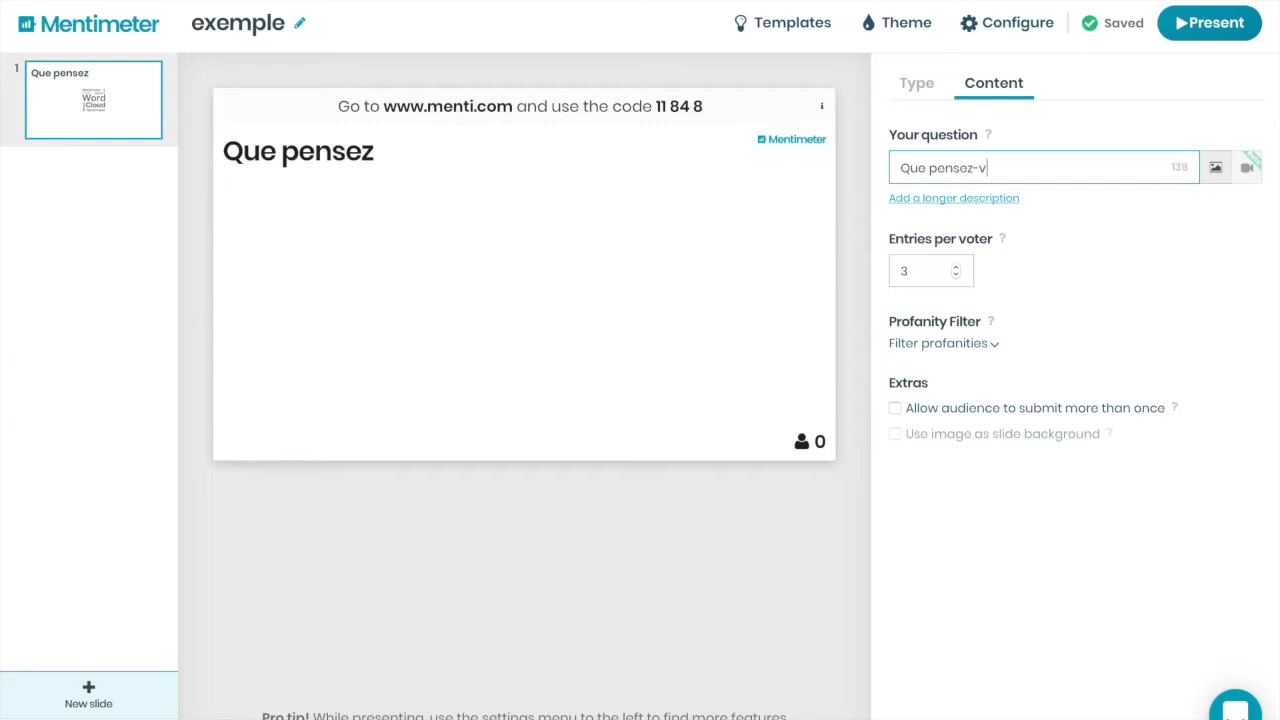 Mentimeter
exemple
Templates
Theme
Configure
Saved
Present
1
Que pensez
Word
Cloud
Go to www.menti.com and use the code 11 84 8
i
Mentimeter
Que pensez
0
Type
Content
Your question ?
Que pensez-v
139
Add a longer description
Entries per voter ?
3
Profanity Filter ?
Filter profanities
Extras
Allow audience to submit more than once ?
Use image as slide background ?
+
New slide
Pro tip! While presenting, use the settings menu to the left to find more features